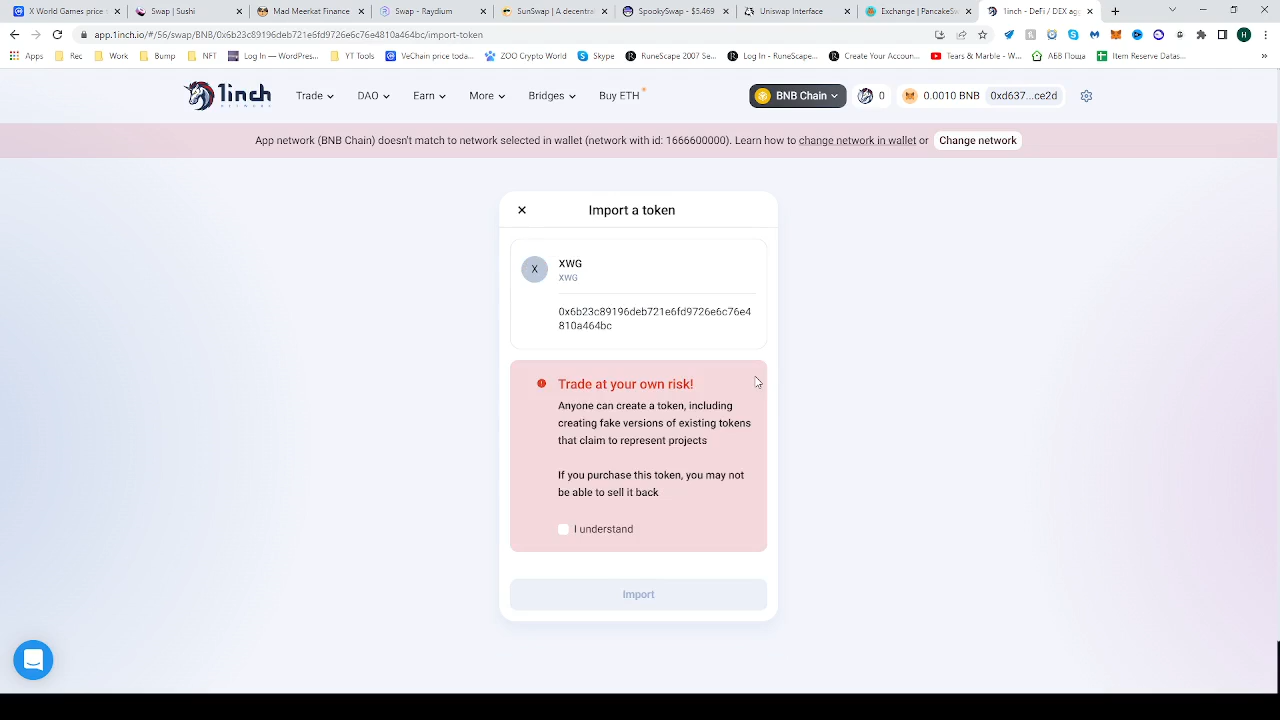 X World Games price
Swap | Sushi
Mad Meerkat Finance
Swap - Raydium
SunSwap | A decentra
SpookySwap - $5.469
Uniswap Interface
Exchange | PancakeSw
1inch - DeFi / DEX agg
app.1inch.io/#/56/swap/BNB/0x6b23c89196deb721e6fd9726e6c76e4810a464bc/import-token
Apps
Rec
Work
Bump
NFT
Log In — WordPres...
YT Tools
VeChain price toda...
ZOO Crypto World
Skype
RuneScape 2007 Se...
Log In - RuneScape...
Create Your Accoun...
Tears & Marble - W...
АБВ Поща
Item Reserve Datas...
»
1inch
NETWORK
Trade
DAO
Earn
More
Bridges
Buy ETH
BNB Chain
0
0.0010 BNB
0xd637...ce2d
App network (BNB Chain) doesn't match to network selected in wallet (network with id: 1666600000). Learn how to change network in wallet or Change network
Import a token
X
XWG
XWG
0x6b23c89196deb721e6fd9726e6c76e4
810a464bc
Trade at your own risk!
Anyone can create a token, including
creating fake versions of existing tokens
that claim to represent projects
If you purchase this token, you may not
be able to sell it back
I understand
Import